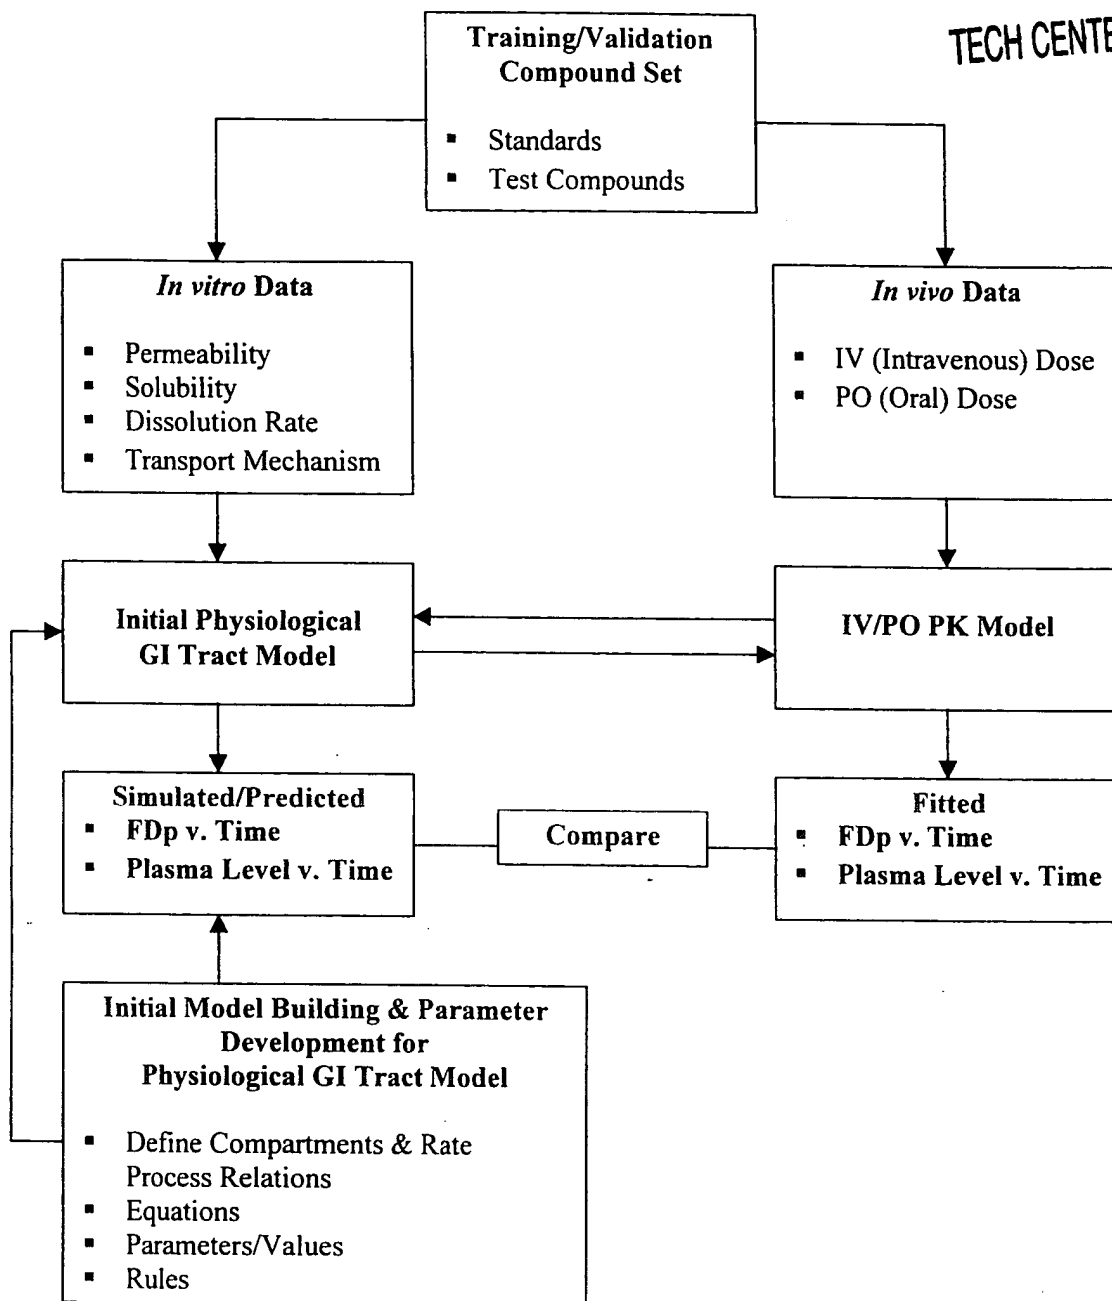 TECH CENTE
Training/Validation
Compound Set
▪ Standards
▪ Test Compounds
In vitro Data
▪ Permeability
▪ Solubility
▪ Dissolution Rate
▪ Transport Mechanism
In vivo Data
▪ IV (Intravenous) Dose
▪ PO (Oral) Dose
Initial Physiological
GI Tract Model
IV/PO PK Model
Simulated/Predicted
▪ FDp v. Time
▪ Plasma Level v. Time
Compare
Fitted
▪ FDp v. Time
▪ Plasma Level v. Time
Initial Model Building & Parameter
Development for
Physiological GI Tract Model
▪ Define Compartments & Rate
Process Relations
▪ Equations
▪ Parameters/Values
▪ Rules